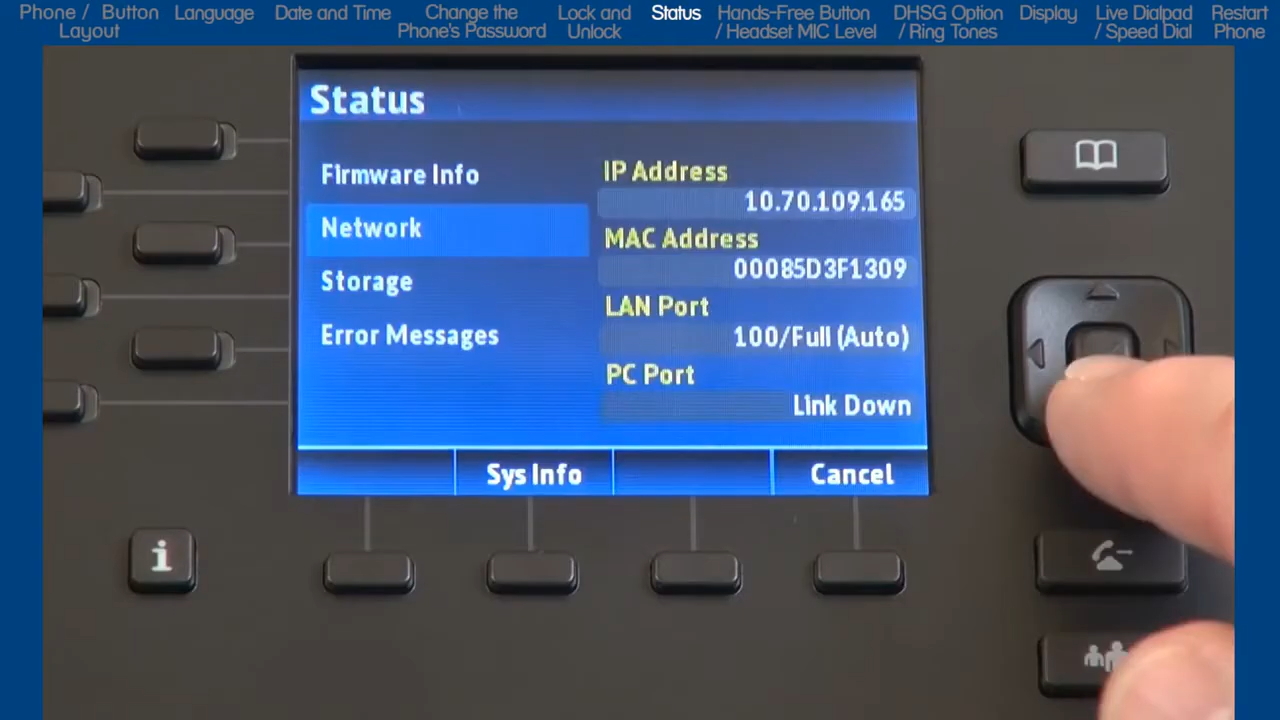 Phone / Button
Layout
Language
Date and Time
Change the
Phone's Password
Lock and
Unlock
Status
Hands-Free Button
/ Headset MIC Level
DHSG Option
/ Ring Tones
Display
Live Dialpad
/ Speed Dial
Restart
Phone
Status
Firmware Info
Network
Storage
Error Messages
IP Address
10.70.109.165
MAC Address
00085D3F1309
LAN Port
100/Full (Auto)
PC Port
Link Down
Sys Info
Cancel
i